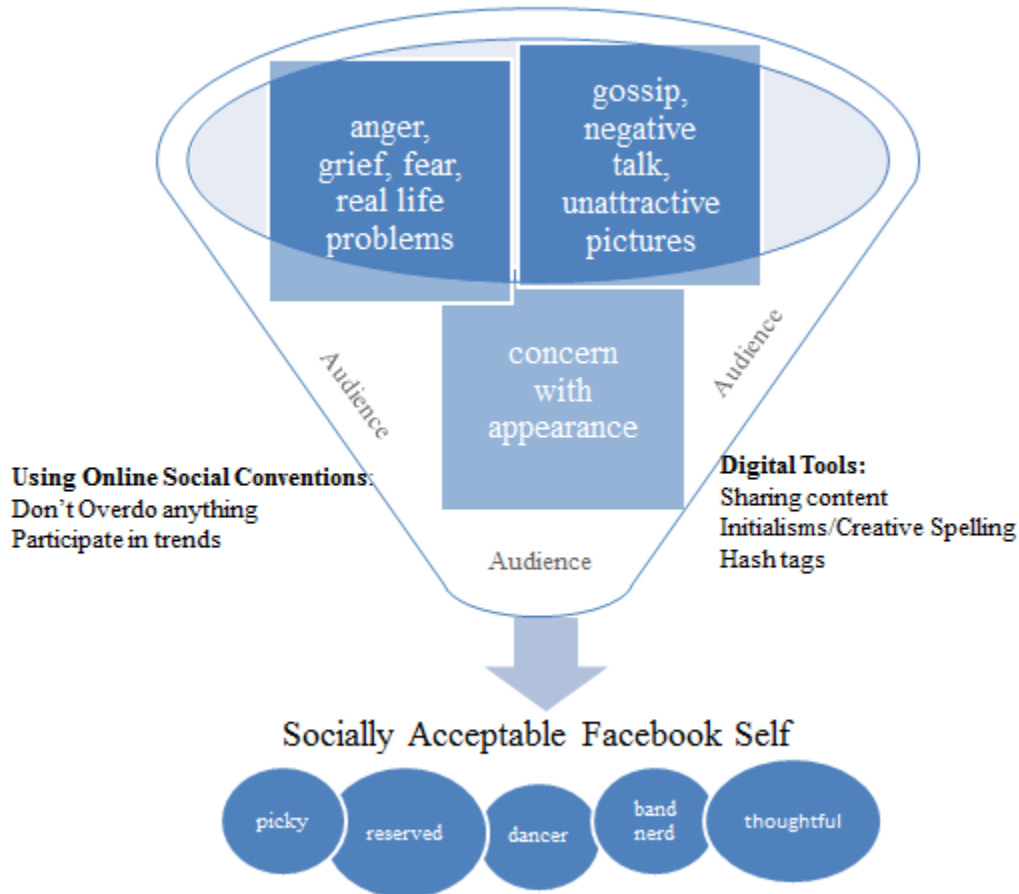 anger,
grief, fear,
real life
problems
gossip,
negative
talk,
unattractive
pictures
concern
with
appearance
Audience
Audience
Audience
Using Online Social Conventions:
Don’t Overdo anything
Participate in trends
Digital Tools:
Sharing content
Initialisms/Creative Spelling
Hash tags
Socially Acceptable Facebook Self
picky
reserved
dancer
band
nerd
thoughtful